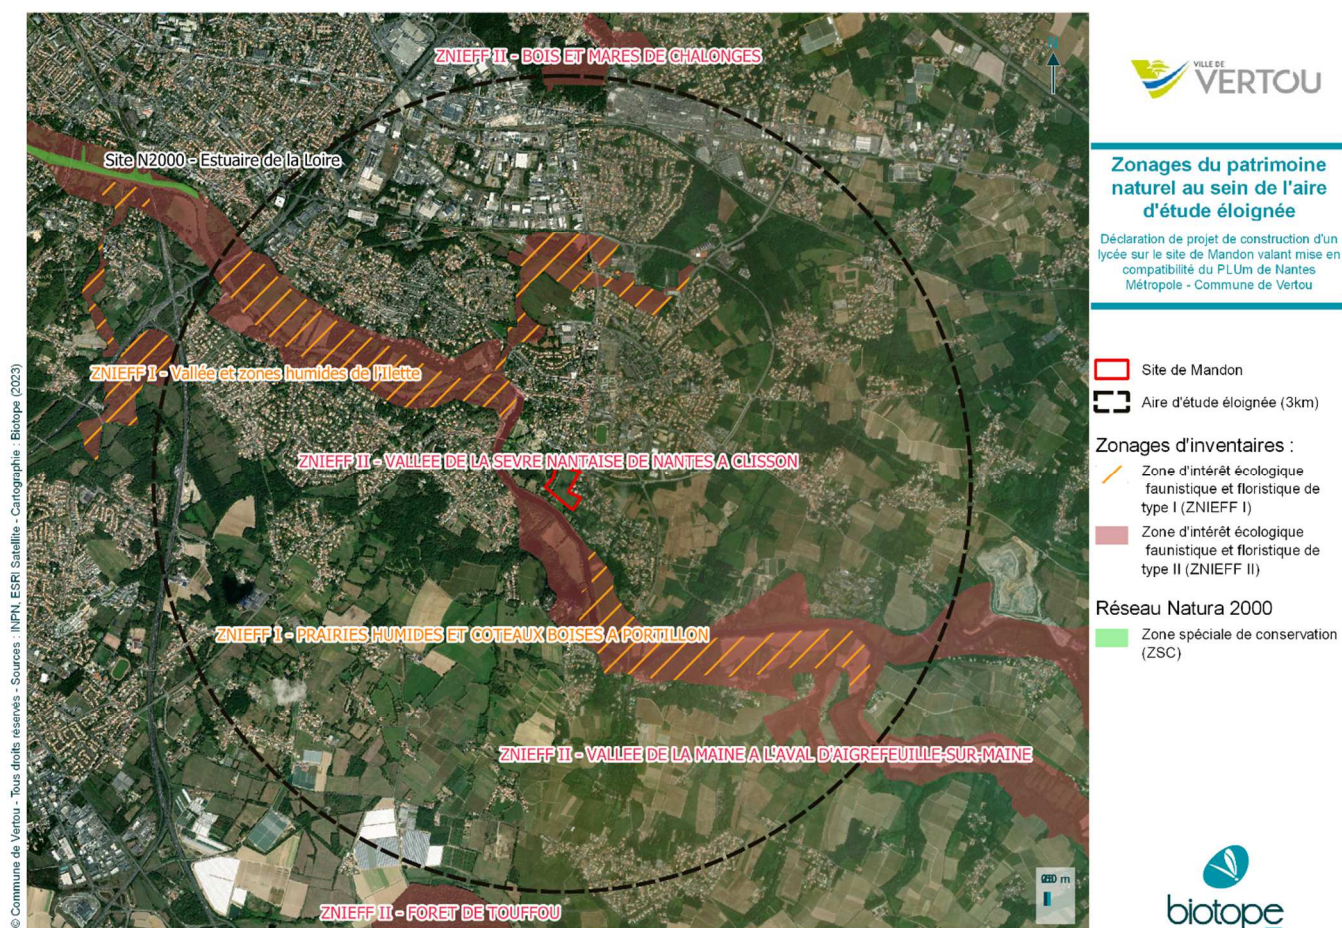 ZNIEFF II - BOIS ET MARES DE CHALONGES
N
Site N2000 - Estuaire de la Loire
ZNIEFF I - Vallée et zones humides de l'Ilette
ZNIEFF II - VALLEE DE LA SEVRE NANTAISE DE NANTES A CLISSON
ZNIEFF I - PRAIRIES HUMIDES ET COTEAUX BOISES A PORTILLON
ZNIEFF II - VALLEE DE LA MAINE A L'AVAL D'AIGREFEUILLE-SUR-MAINE
ZNIEFF II - FORET DE TOUFFOU
© Commune de Vertou - Tous droits réservés - Sources : INPN, ESRI Satellite - Cartographie : Biotope (2023)
VILLE DE
VERTOU
Zonages du patrimoine
naturel au sein de l'aire
d'étude éloignée
Déclaration de projet de construction d'un
lycée sur le site de Mandon valant mise en
compatibilité du PLUm de Nantes
Métropole - Commune de Vertou
Site de Mandon
Aire d'étude éloignée (3km)
Zonages d'inventaires :
Zone d'intérêt écologique
faunistique et floristique de
type I (ZNIEFF I)
Zone d'intérêt écologique
faunistique et floristique de
type II (ZNIEFF II)
Réseau Natura 2000
Zone spéciale de conservation
(ZSC)
m
biotope